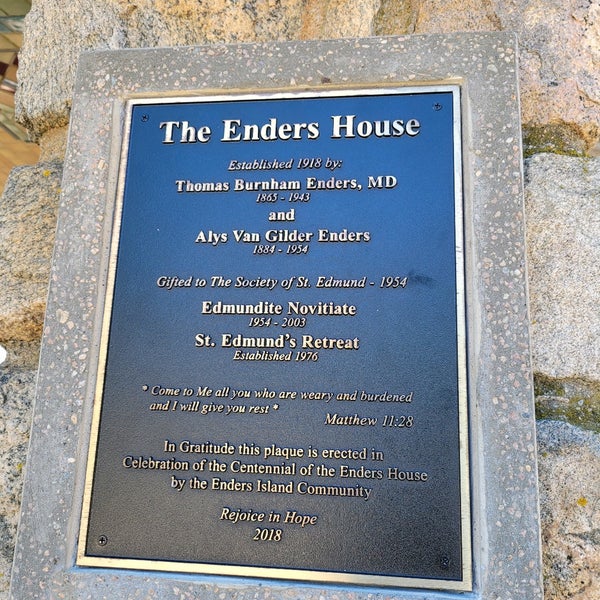 The Enders House
Established 1918 by:
Thomas Burnham Enders, MD
1865 - 1943
and
Alys Van Gilder Enders
1884 - 1954
Gifted to The Society of St. Edmund - 1954
Edmundite Novitiate
1954 - 2003
St. Edmund's Retreat
Established 1976
" Come to Me all you who are weary and burdened
and I will give you rest "
Matthew 11:28
In Gratitude this plaque is erected in
Celebration of the Centennial of the Enders House
by the Enders Island Community
Rejoice in Hope
2018